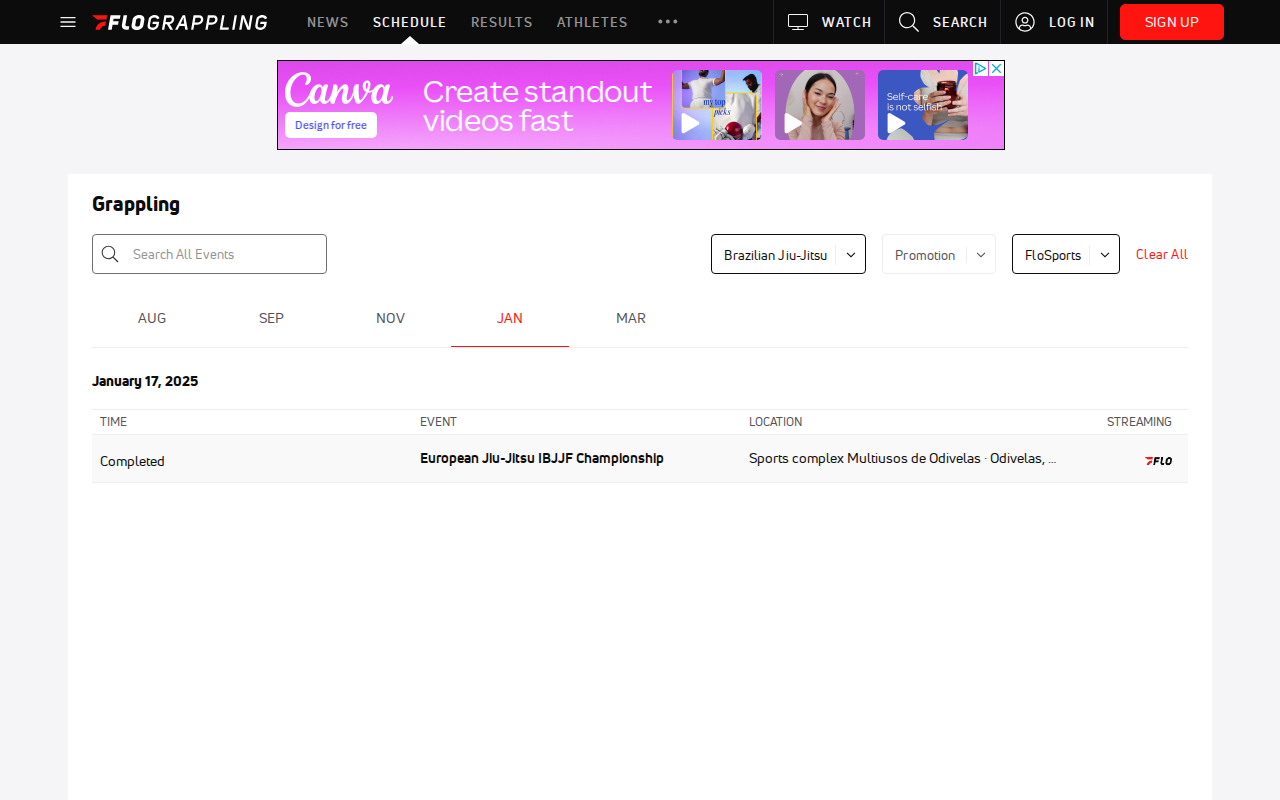 FLOGRAPPLING NEWS SCHEDULE RESULTS ATHLETES ••• WATCH SEARCH LOG IN SIGN UP
Canva
Design for free
Create standout
videos fast
my top
picks
Self-care
is not selfish
Grappling
Search All Events
Brazilian Jiu-Jitsu
Promotion
FloSports
Clear All
AUG SEP NOV JAN MAR
January 17, 2025
TIME EVENT LOCATION STREAMING
Completed European Jiu-Jitsu IBJJF Championship Sports complex Multiusos de Odivelas · Odivelas, ... FLO